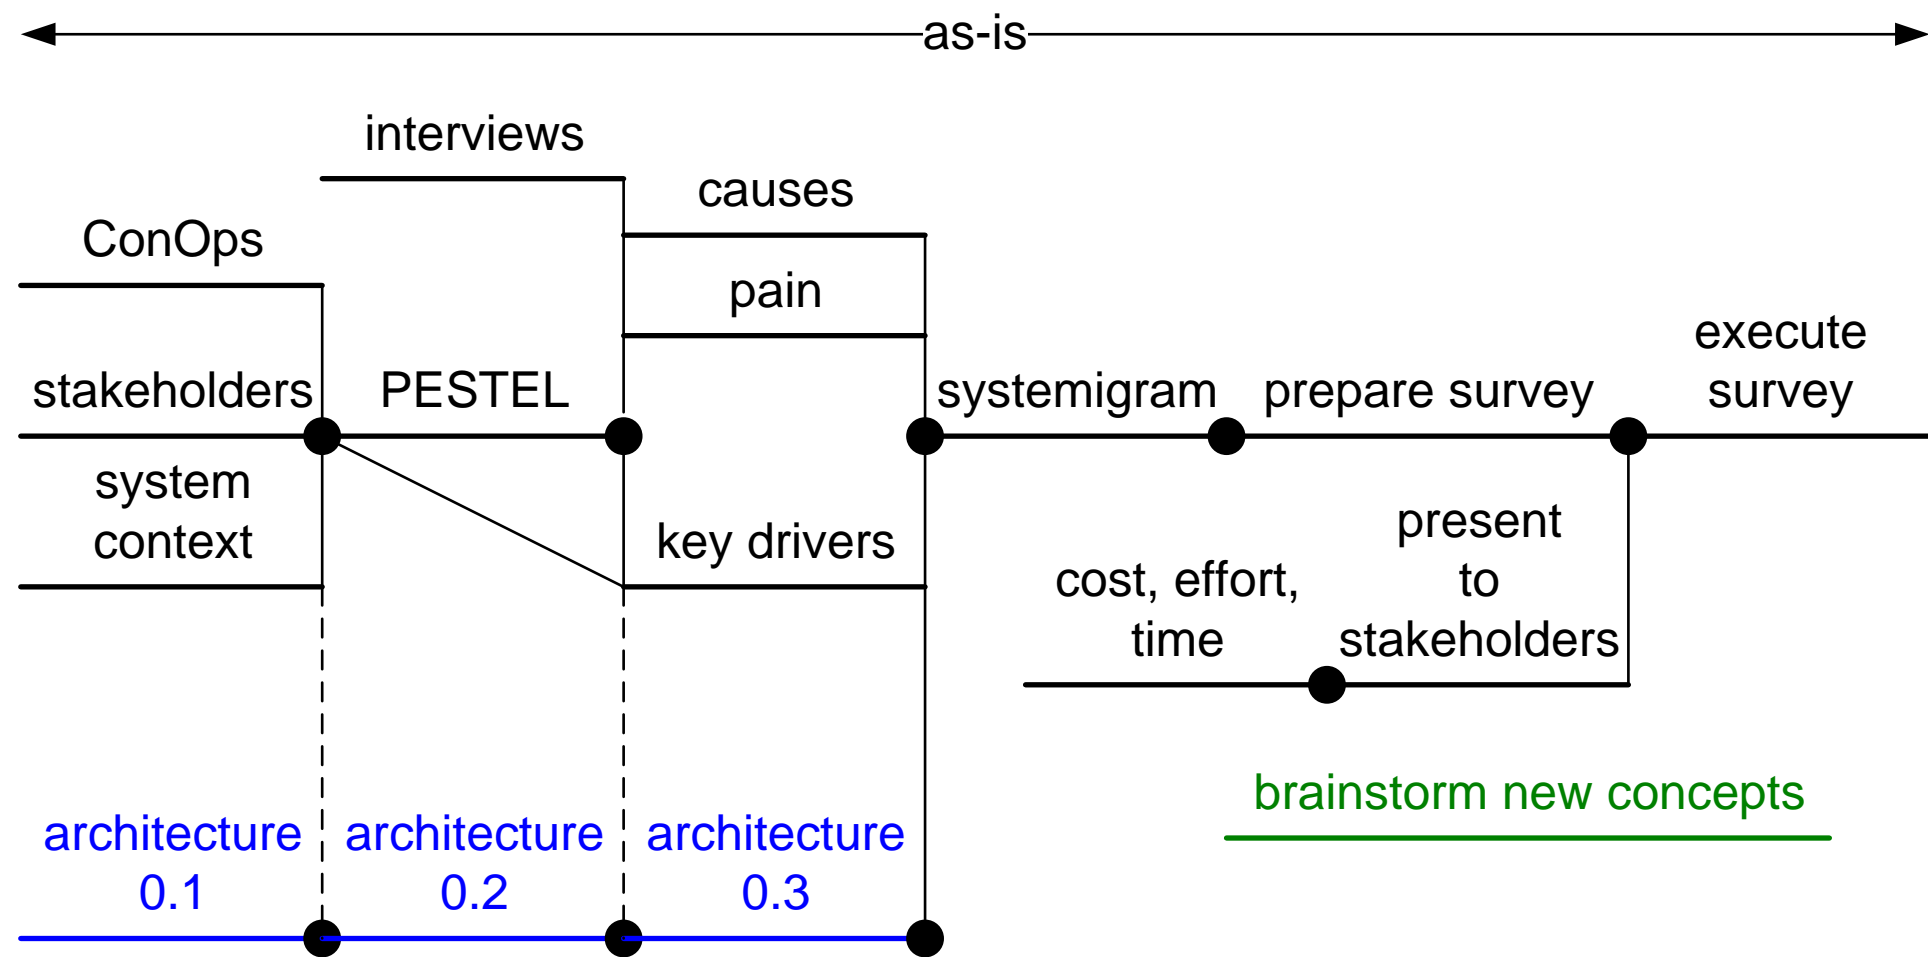 as-is
interviews
causes
ConOps
pain
execute
survey
stakeholders
PESTEL
systemigram
prepare survey
system
context
key drivers
present
to
stakeholders
cost, effort,
time
brainstorm new concepts
architecture
0.1
architecture
0.2
architecture
0.3